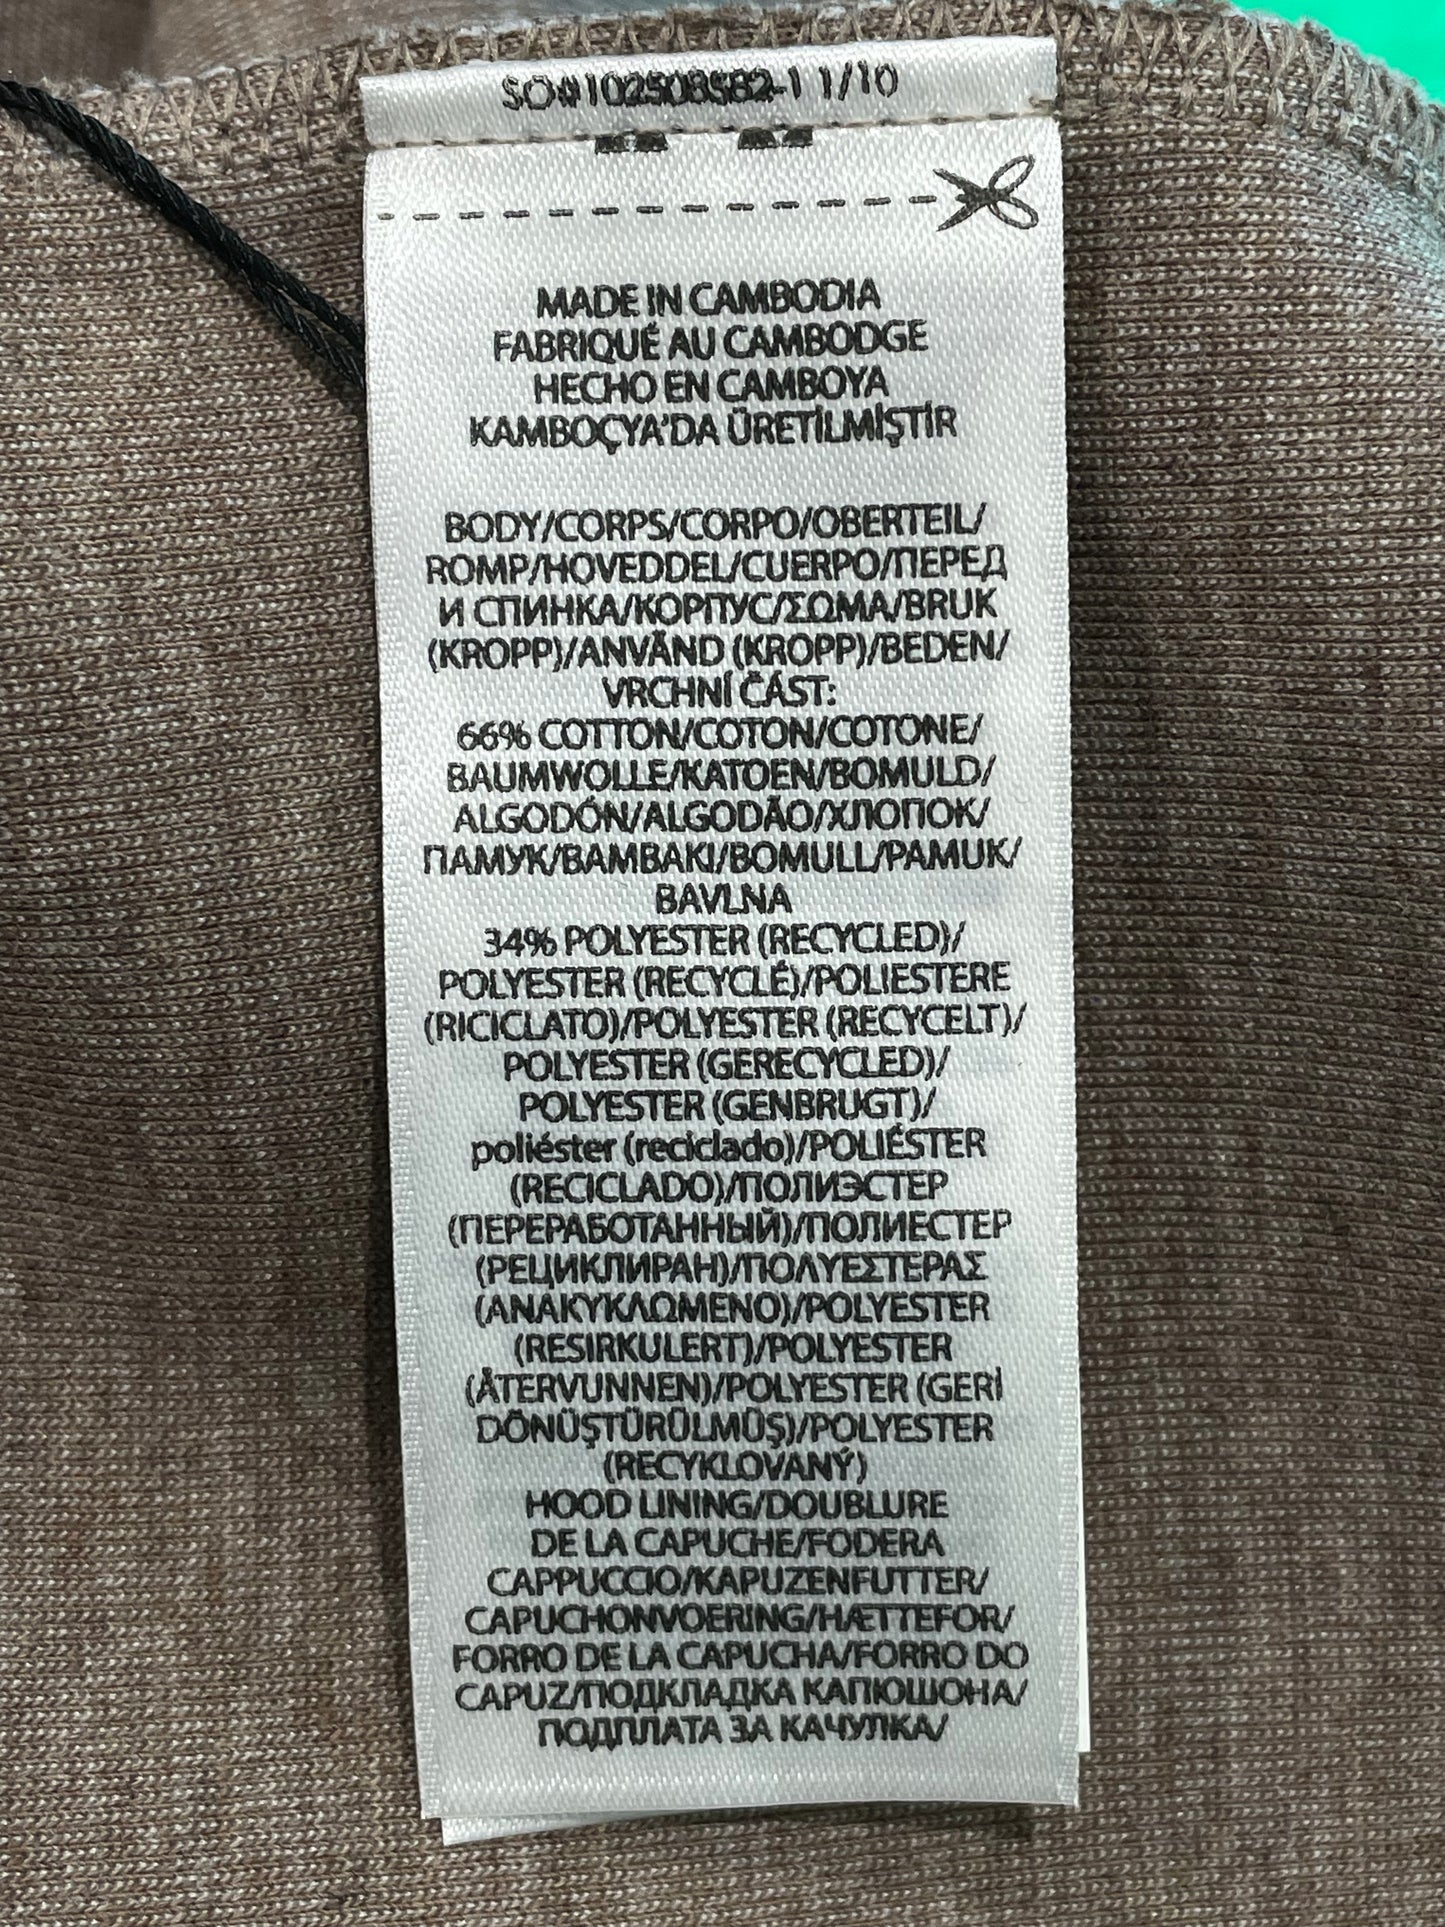 SO#102508582-1 1/10
MADE IN CAMBODIA
FABRIQUÉ AU CAMBODGE
HECHO EN CAMBOYA
KAMBOÇYA'DA ÜRETİLMİŞTİR
BODY/CORPS/CORPO/OBERTEIL/
ROMP/HOVEDDEL/CUERPO/ПЕРЕД
И СПИНКА/КОРПУС/ΣΩΜΑ/BRUK
(KROPP)/ANVÄND (KROPP)/BEDEN/
VRCHNÍ ČÁST:
66% COTTON/COTON/COTONE/
BAUMWOLLE/KATOEN/BOMULD/
ALGODÓN/ALGODÃO/ХЛОПОК/
ПАМУК/BAMBAKI/BOMULL/PAMUK/
BAVLNA
34% POLYESTER (RECYCLED)/
POLYESTER (RECYCLÉ)/POLIESTERE
(RICICLATO)/POLYESTER (RECYCELT)/
POLYESTER (GERECYCLED)/
POLYESTER (GENBRUGT)/
poliéster (reciclado)/POLIÉSTER
(RECICLADO)/ПОЛИЭСТЕР
(ПЕРЕРАБОТАННЫЙ)/ПОЛИЕСТЕР
(РЕЦИКЛИРАН)/ΠΟΛΥΕΣΤΕΡΑΣ
(ΑΝΑΚΥΚΛΩΜΕΝΟ)/POLYESTER
(RESIRKULERT)/POLYESTER
(ÅTERVUNNEN)/POLYESTER (GERİ
DÖNÜŞTÜRÜLMÜŞ)/POLYESTER
(RECYKLOVANÝ)
HOOD LINING/DOUBLURE
DE LA CAPUCHE/FODERA
CAPPUCCIO/KAPUZENFUTTER/
CAPUCHONVOERING/HÆTTEFOR/
FORRO DE LA CAPUCHA/FORRO DO
CAPUZ/ПОДКЛАДКА КАПЮШОНА/
ПОДПЛАТА ЗА КАЧУЛКА/